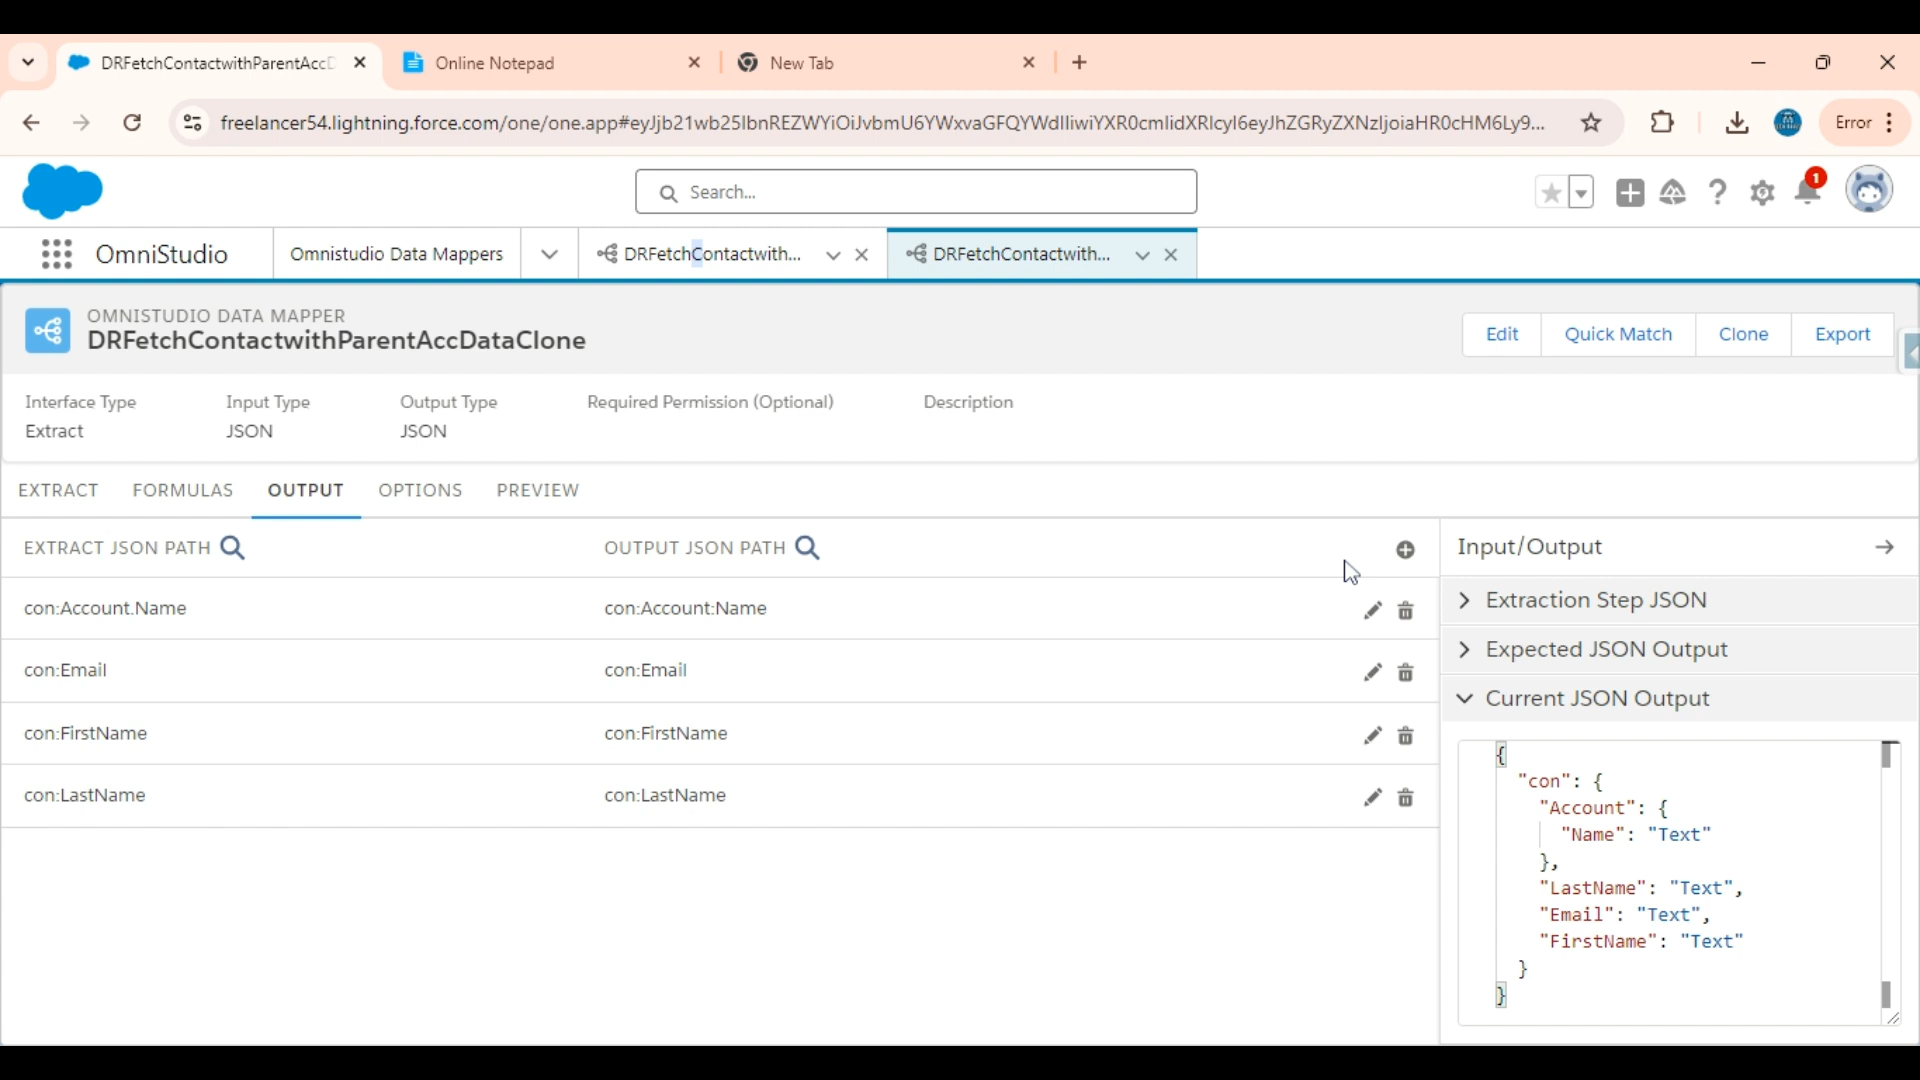 DRFetchContactwithParentAccD
Online Notepad
New Tab
freelancer54.lightning.force.com/one/one.app#eyJjb21wb25lbnREZWYiOiJvbmU6YWxvaGFQYWdlIiwiYXR0cmlidXRlcyI6eyJhZGRyZXNzIjoiaHR0cHM6Ly9...
Error
Search...
1
OmniStudio
Omnistudio Data Mappers
DRFetchContactwith...
DRFetchContactwith...
OMNISTUDIO DATA MAPPER
DRFetchContactwithParentAccDataClone
Edit
Quick Match
Clone
Export
Interface Type
Input Type
Output Type
Required Permission (Optional)
Description
Extract
JSON
JSON
EXTRACT
FORMULAS
OUTPUT
OPTIONS
PREVIEW
EXTRACT JSON PATH
OUTPUT JSON PATH
Input/Output
con:Account.Name
con:Account:Name
con:Email
con:Email
con:FirstName
con:FirstName
con:LastName
con:LastName
Extraction Step JSON
Expected JSON Output
Current JSON Output
{
"con": {
"Account": {
"Name": "Text"
},
"LastName": "Text",
"Email": "Text",
"FirstName": "Text"
}
}